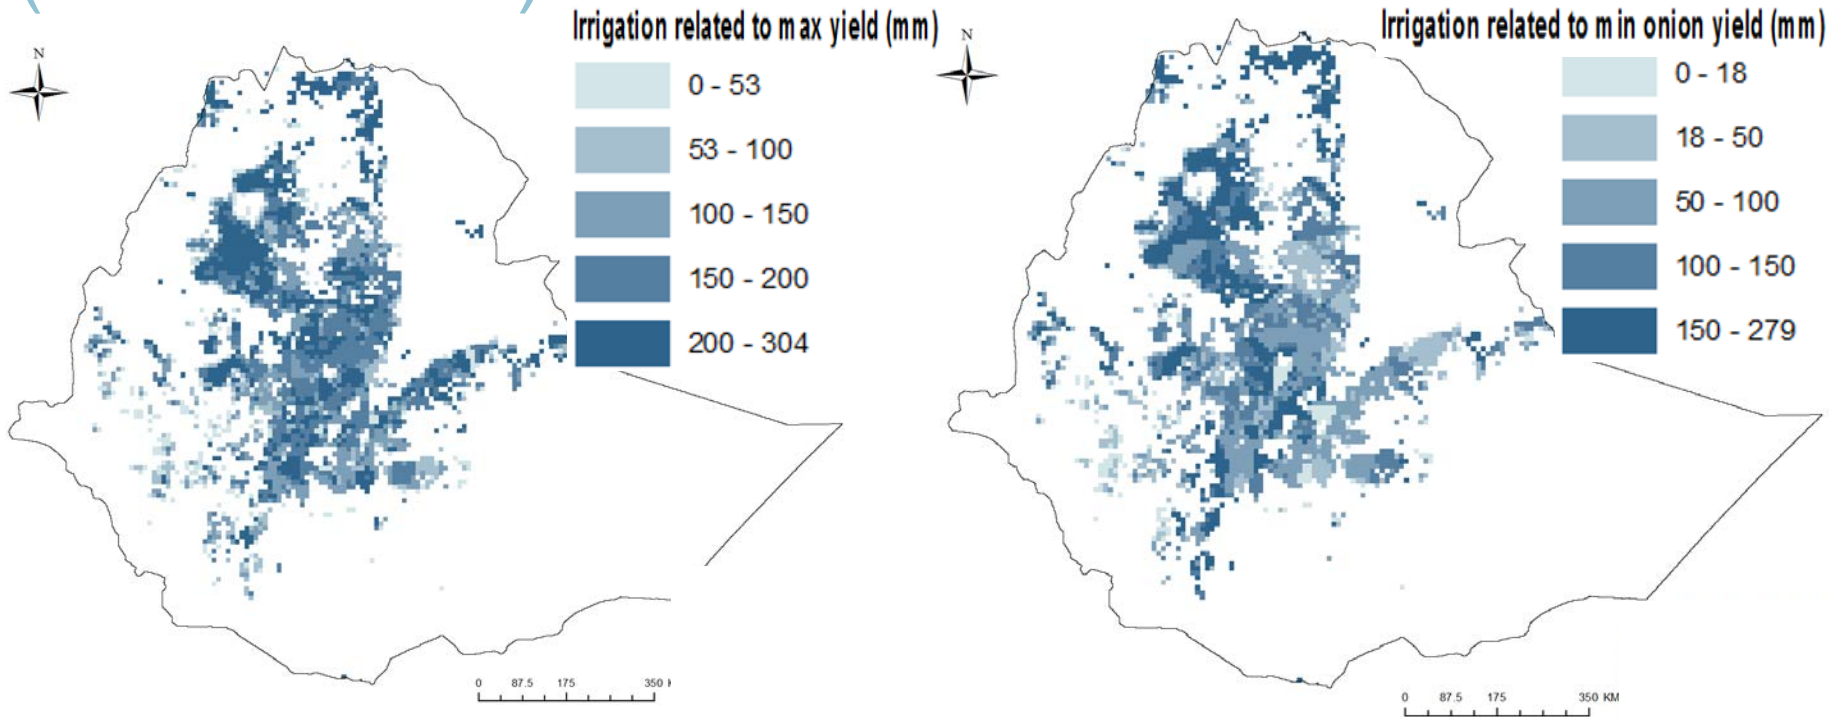 Irrigation related to max yield (mm)
N
0 - 53
53 - 100
100 - 150
150 - 200
200 - 304
0 87.5 175 350 K
Irrigation related to min onion yield (mm)
N
0 - 18
18 - 50
50 - 100
100 - 150
150 - 279
0 87.5 175 350 KM